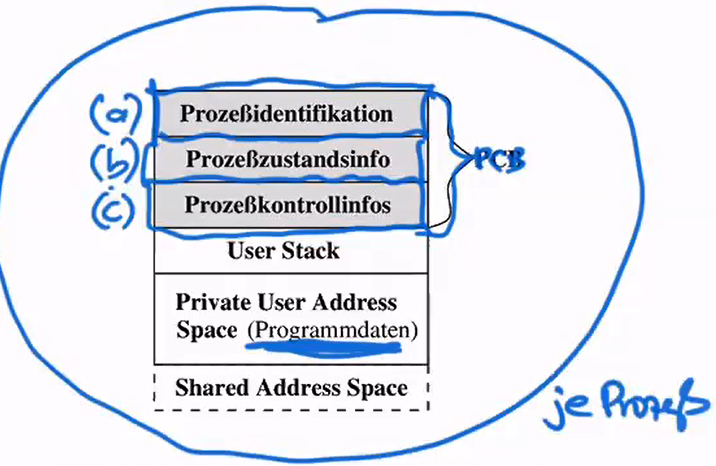 (a) Prozeßidentifikation
(b) Prozeßzustandsinfo PCB
(c) Prozeßkontrollinfos
User Stack
Private User Address
Space (Programmdaten)
Shared Address Space
je Prozeß